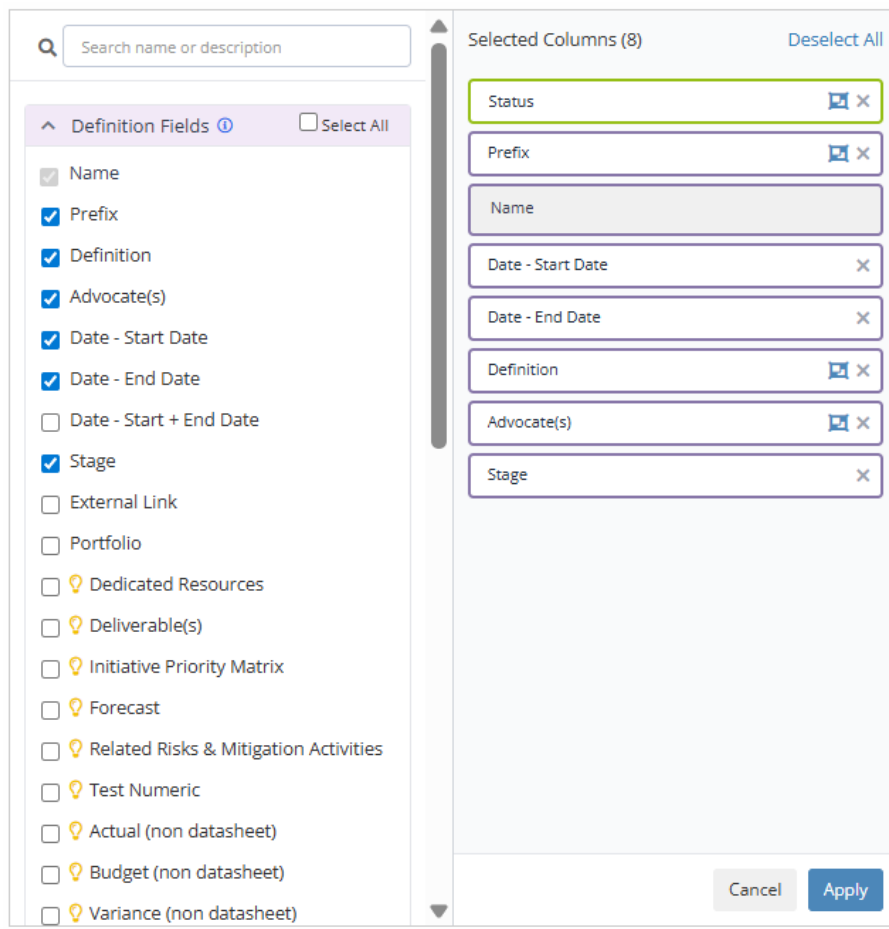 Search name or description
Definition Fields
Select All
Name
Prefix
Definition
Advocate(s)
Date - Start Date
Date - End Date
Date - Start + End Date
Stage
External Link
Portfolio
Dedicated Resources
Deliverable(s)
Initiative Priority Matrix
Forecast
Related Risks & Mitigation Activities
Test Numeric
Actual (non datasheet)
Budget (non datasheet)
Variance (non datasheet)
Selected Columns (8)
Deselect All
Status
Prefix
Name
Date - Start Date
Date - End Date
Definition
Advocate(s)
Stage
Cancel
Apply